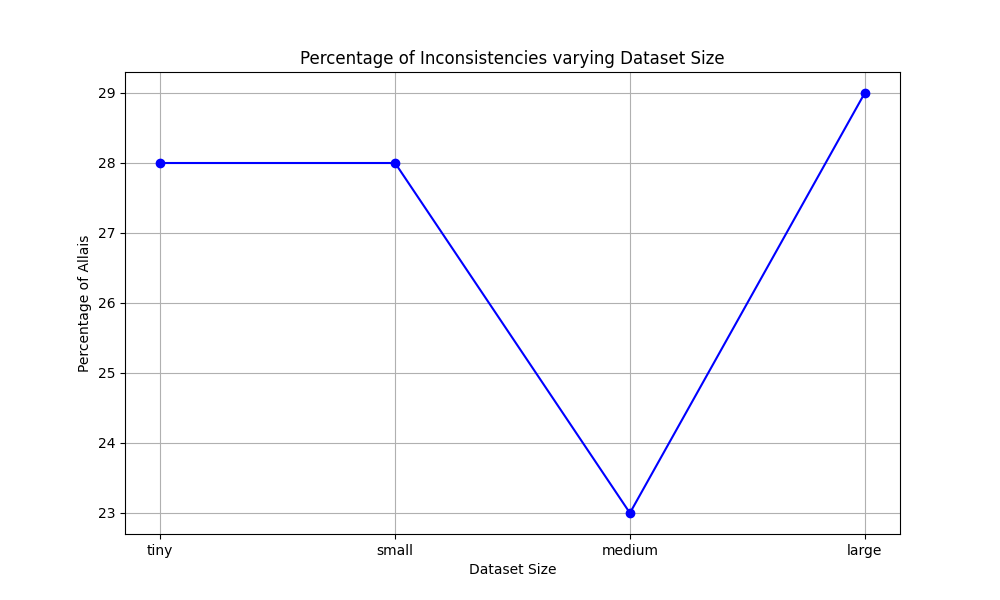 Percentage of Inconsistencies varying Dataset Size
29
28
27
26
25
24
23
Percentage of Allais
tiny small medium large
Dataset Size